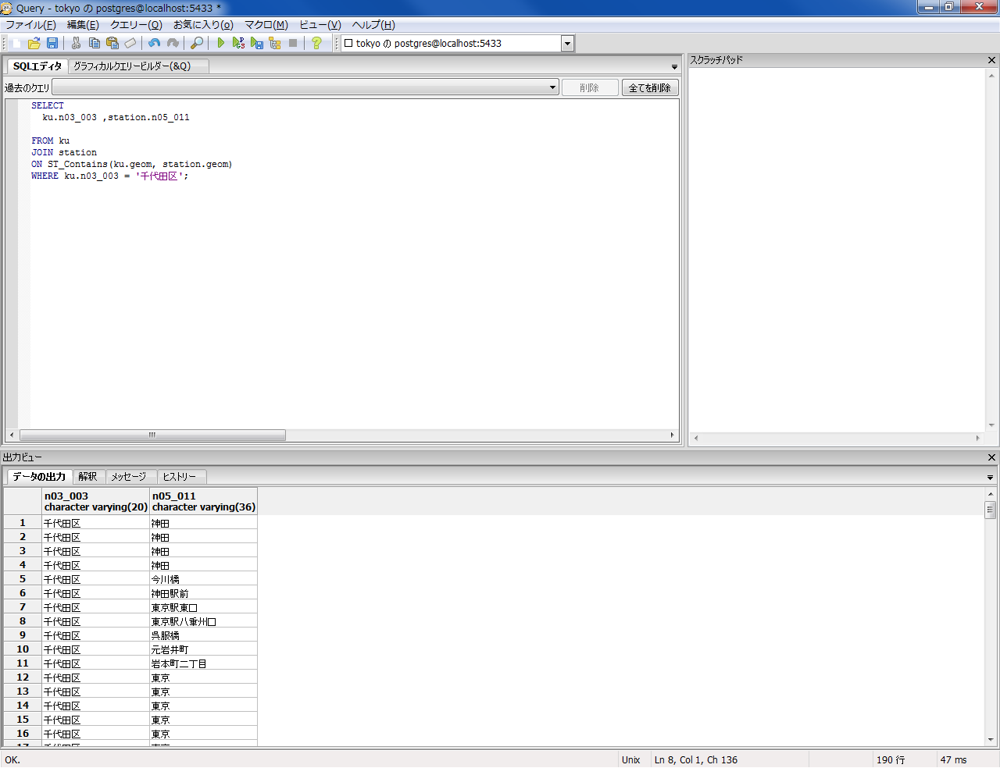 Query - tokyo の postgres@localhost:5433 *
ファイル(F) 編集(E) クエリー(Q) お気に入り(o) マクロ(M) ビュー(V) ヘルプ(H)
tokyo の postgres@localhost:5433
SQLエディタ グラフィカルクエリービルダー(&Q)
過去のクエリ 削除 全てを削除
SELECT
ku.n03_003 ,station.n05_011
FROM ku
JOIN station
ON ST_Contains(ku.geom, station.geom)
WHERE ku.n03_003 = '千代田区';
スクラッチパッド
出力ビュー
データの出力 解釈 メッセージ ヒストリー
n03_003 n05_011
character varying(20) character varying(36)
1 千代田区 神田
2 千代田区 神田
3 千代田区 神田
4 千代田区 神田
5 千代田区 今川橋
6 千代田区 神田駅前
7 千代田区 東京駅東口
8 千代田区 東京駅八重州口
9 千代田区 呉服橋
10 千代田区 元岩井町
11 千代田区 岩本町二丁目
12 千代田区 東京
13 千代田区 東京
14 千代田区 東京
15 千代田区 東京
16 千代田区 東京
OK. Unix Ln 8, Col 1, Ch 136 190 行 47 ms